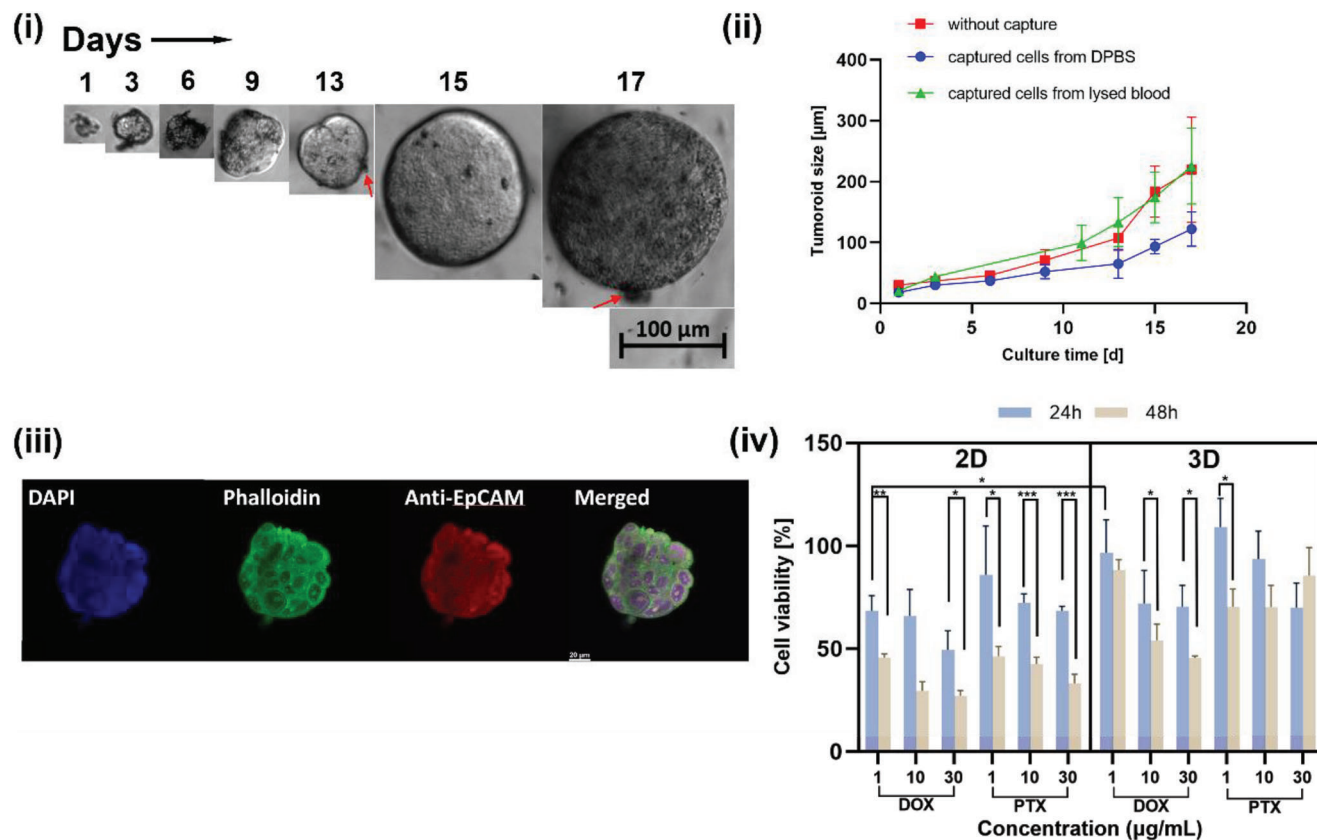 (i)
Days
1 3 6 9 13 15 17
100 µm
(ii)
without capture
captured cells from DPBS
captured cells from lysed blood
Tumoroid size [µm]
400
300
200
100
0
0 5 10 15 20
Culture time [d]
(iii)
DAPI Phalloidin Anti-EpCAM Merged
20 µm
(iv)
24h 48h
2D 3D
Cell viability [%]
150
100
50
0
*
** * * *** *** * * *
1 10 30 1 10 30 1 10 30 1 10 30
DOX PTX DOX PTX
Concentration (µg/mL)